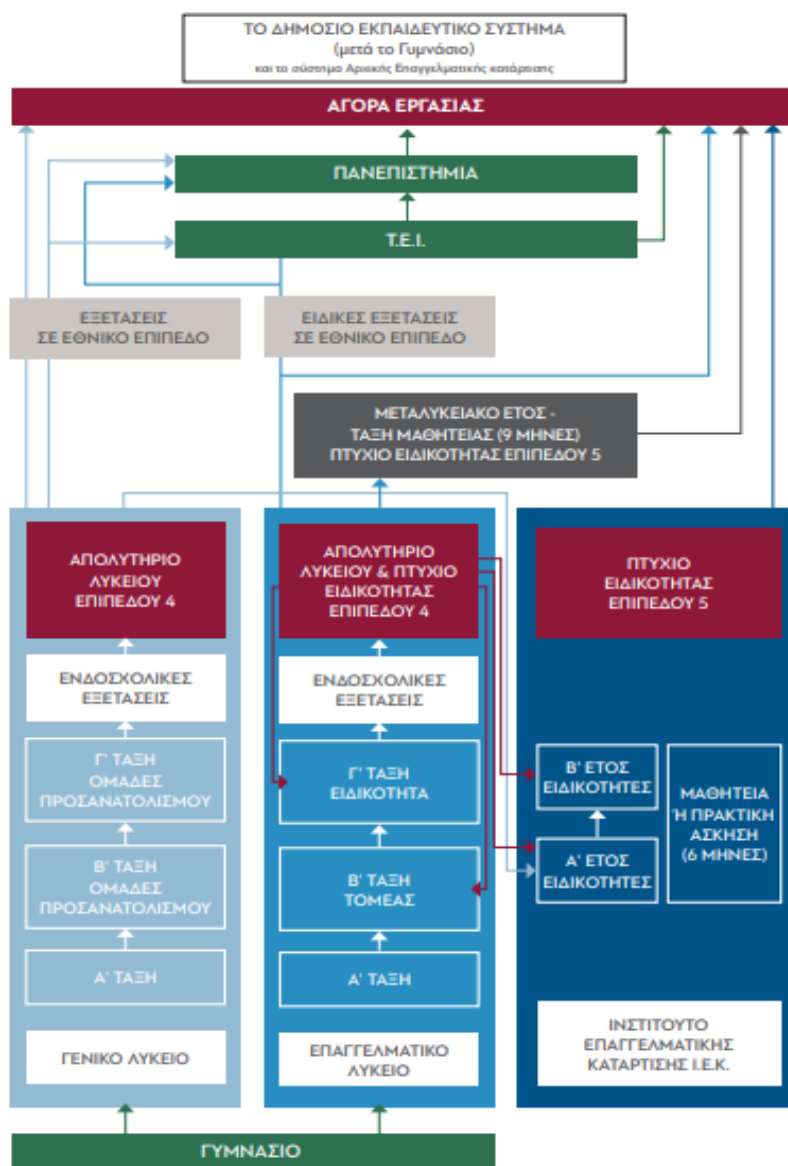 ΤΟ ΔΗΜΟΣΙΟ ΕΚΠΑΙΔΕΥΤΙΚΟ ΣΥΣΤΗΜΑ
(μετά το Γυμνάσιο)
και το σύστημα Αρχικής Επαγγελματικής κατάρτισης
ΑΓΟΡΑ ΕΡΓΑΣΙΑΣ
ΠΑΝΕΠΙΣΤΗΜΙΑ
Τ.Ε.Ι.
ΕΞΕΤΑΣΕΙΣ
ΣΕ ΕΘΝΙΚΟ ΕΠΙΠΕΔΟ
ΕΙΔΙΚΕΣ ΕΞΕΤΑΣΕΙΣ
ΣΕ ΕΘΝΙΚΟ ΕΠΙΠΕΔΟ
ΜΕΤΑΛΥΚΕΙΑΚΟ ΕΤΟΣ -
ΤΑΞΗ ΜΑΘΗΤΕΙΑΣ (9 ΜΗΝΕΣ)
ΠΤΥΧΙΟ ΕΙΔΙΚΟΤΗΤΑΣ ΕΠΙΠΕΔΟΥ 5
ΑΠΟΛΥΤΗΡΙΟ
ΛΥΚΕΙΟΥ
ΕΠΙΠΕΔΟΥ 4
ΕΝΔΟΣΧΟΛΙΚΕΣ
ΕΞΕΤΑΣΕΙΣ
Γ' ΤΑΞΗ
ΟΜΑΔΕΣ
ΠΡΟΣΑΝΑΤΟΛΙΣΜΟΥ
Β' ΤΑΞΗ
ΟΜΑΔΕΣ
ΠΡΟΣΑΝΑΤΟΛΙΣΜΟΥ
Α' ΤΑΞΗ
ΓΕΝΙΚΟ ΛΥΚΕΙΟ
ΑΠΟΛΥΤΗΡΙΟ
ΛΥΚΕΙΟΥ & ΠΤΥΧΙΟ
ΕΙΔΙΚΟΤΗΤΑΣ
ΕΠΙΠΕΔΟΥ 4
ΕΝΔΟΣΧΟΛΙΚΕΣ
ΕΞΕΤΑΣΕΙΣ
Γ' ΤΑΞΗ
ΕΙΔΙΚΟΤΗΤΑ
Β' ΤΑΞΗ
ΤΟΜΕΑΣ
Α' ΤΑΞΗ
ΕΠΑΓΓΕΛΜΑΤΙΚΟ
ΛΥΚΕΙΟ
ΠΤΥΧΙΟ
ΕΙΔΙΚΟΤΗΤΑΣ
ΕΠΙΠΕΔΟΥ 5
Β' ΕΤΟΣ
ΕΙΔΙΚΟΤΗΤΕΣ
Α' ΕΤΟΣ
ΕΙΔΙΚΟΤΗΤΕΣ
ΜΑΘΗΤΕΙΑ
Ή ΠΡΑΚΤΙΚΗ
ΑΣΚΗΣΗ
(6 ΜΗΝΕΣ)
ΙΝΣΤΙΤΟΥΤΟ
ΕΠΑΓΓΕΛΜΑΤΙΚΗΣ
ΚΑΤΑΡΤΙΣΗΣ Ι.Ε.Κ.
ΓΥΜΝΑΣΙΟ